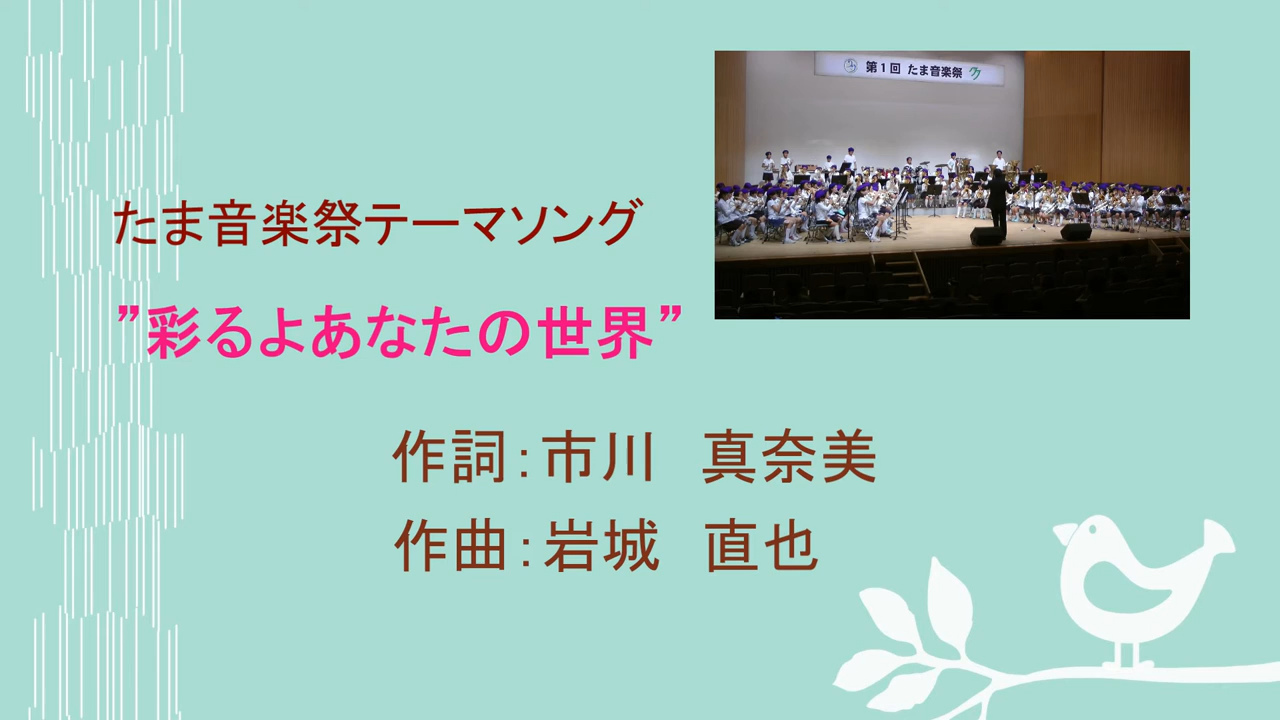 第1回 たま音楽祭
たま音楽祭テーマソング
”彩るよあなたの世界”
作詞：市川　真奈美
作曲：岩城　直也